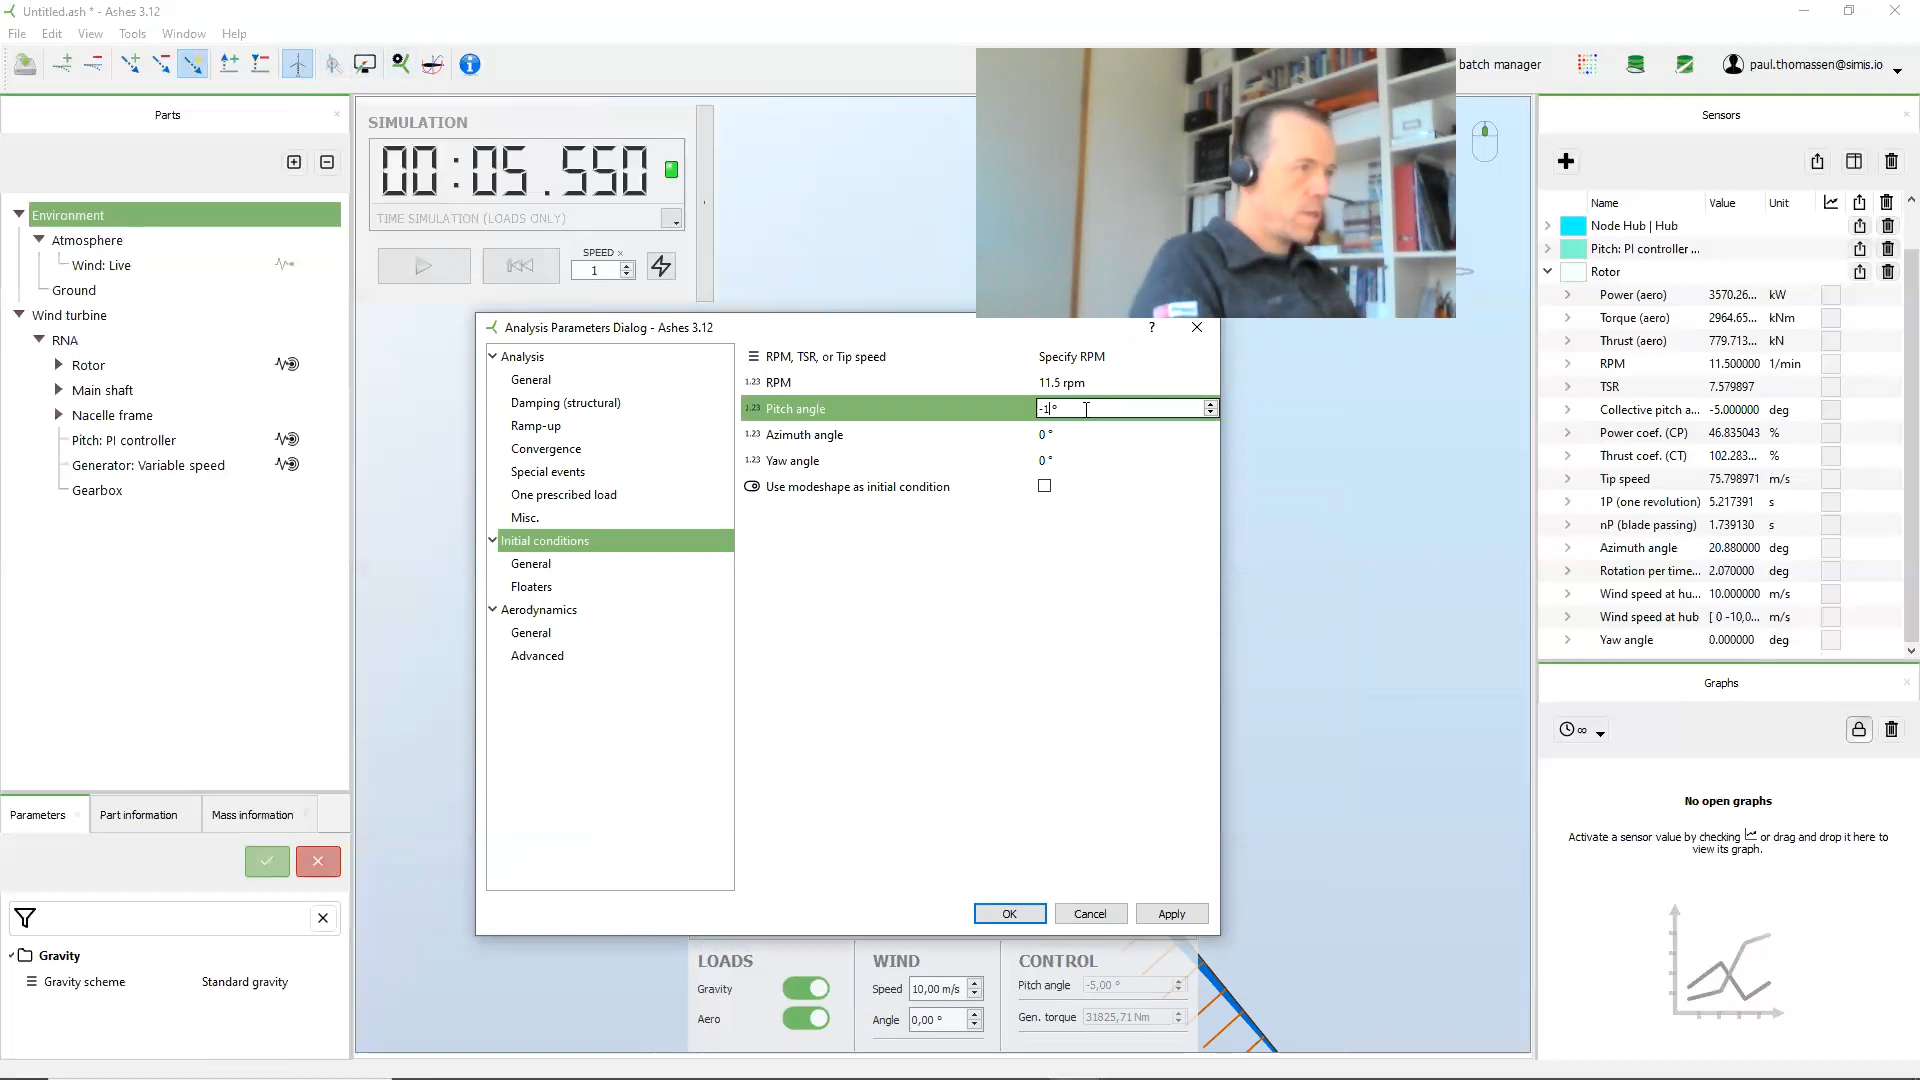 Untitled.ash * - Ashes 3.12
File Edit View Tools Window Help
batch manager
paul.thomassen@simis.io
Parts
Environment
Atmosphere
Wind: Live
Ground
Wind turbine
RNA
Rotor
Main shaft
Nacelle frame
Pitch: PI controller
Generator: Variable speed
Gearbox
Parameters
Part information
Mass information
Gravity
Gravity scheme Standard gravity
SIMULATION
00:05.550
TIME SIMULATION (LOADS ONLY)
SPEED ×
1
Analysis Parameters Dialog - Ashes 3.12
?
Analysis
General
Damping (structural)
Ramp-up
Convergence
Special events
One prescribed load
Misc.
Initial conditions
General
Floaters
Aerodynamics
General
Advanced
RPM, TSR, or Tip speed Specify RPM
1.23 RPM 11.5 rpm
1.23 Pitch angle -1 °
1.23 Azimuth angle 0 °
1.23 Yaw angle 0 °
Use modeshape as initial condition
OK Cancel Apply
LOADS
Gravity
Aero
WIND
Speed 10,00 m/s
Angle 0,00 °
CONTROL
Pitch angle -5,00 °
Gen. torque 31825,71 Nm
Sensors
Name Value Unit
Node Hub | Hub
Pitch: PI controller ...
Rotor
Power (aero) 3570.26... kW
Torque (aero) 2964.65... kNm
Thrust (aero) 779.713... kN
RPM 11.500000 1/min
TSR 7.579897
Collective pitch a... -5.000000 deg
Power coef. (CP) 46.835043 %
Thrust coef. (CT) 102.283... %
Tip speed 75.798971 m/s
1P (one revolution) 5.217391 s
nP (blade passing) 1.739130 s
Azimuth angle 20.880000 deg
Rotation per time... 2.070000 deg
Wind speed at hu... 10.000000 m/s
Wind speed at hub [ 0 -10,0... m/s
Yaw angle 0.000000 deg
Graphs
∞
No open graphs
Activate a sensor value by checking or drag and drop it here to
view its graph.